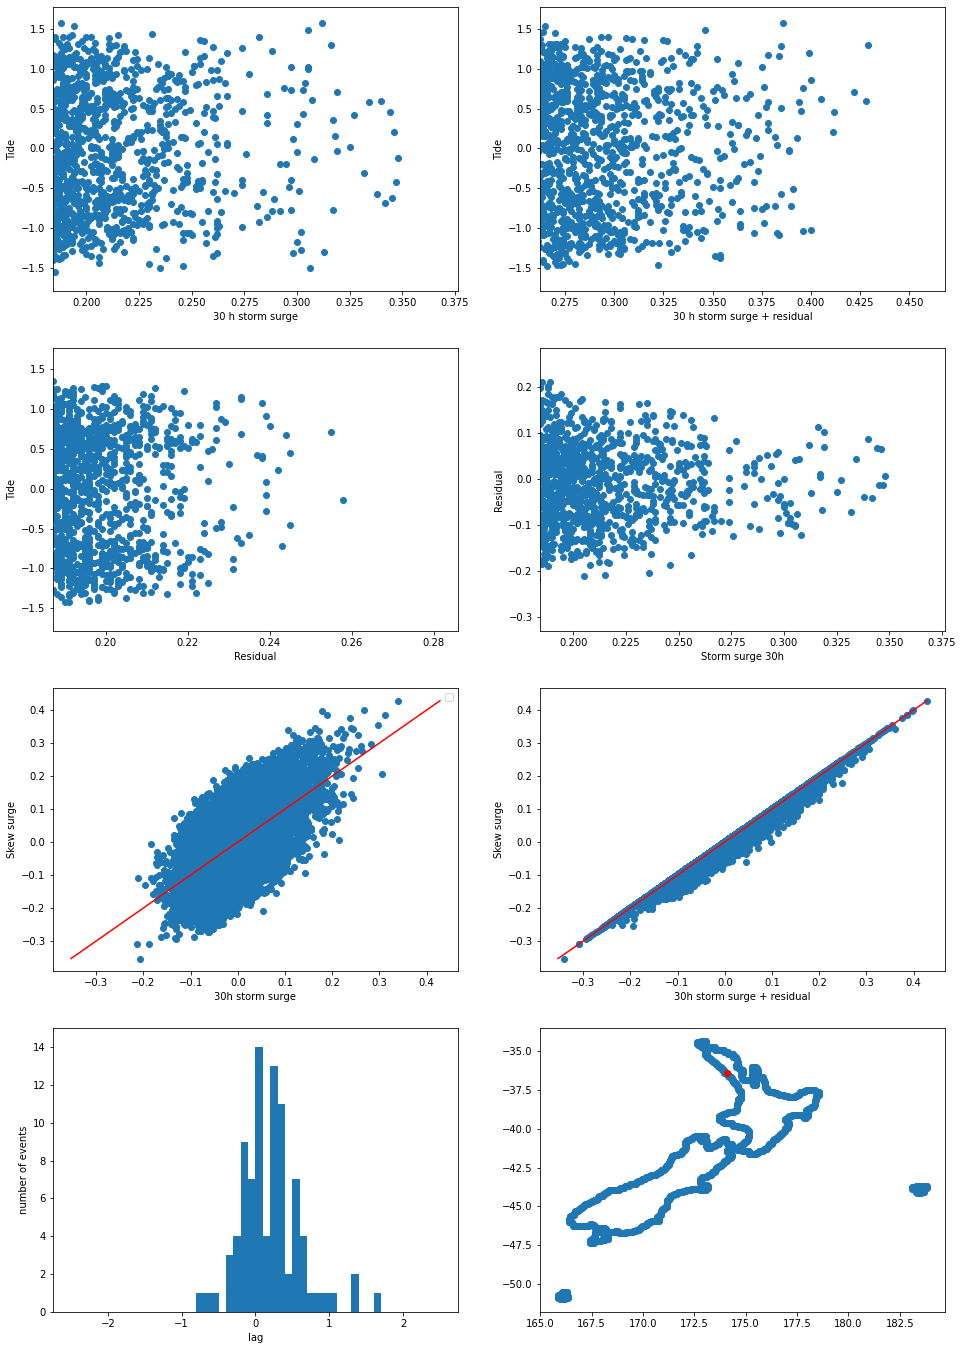 1.5
1.0
0.5
0.0
−0.5
−1.0
−1.5
Tide
0.200 0.225 0.250 0.275 0.300 0.325 0.350 0.375
30 h storm surge
1.5
1.0
0.5
0.0
−0.5
−1.0
−1.5
Tide
0.275 0.300 0.325 0.350 0.375 0.400 0.425 0.450
30 h storm surge + residual
1.5
1.0
0.5
0.0
−0.5
−1.0
−1.5
Tide
0.20 0.22 0.24 0.26 0.28
Residual
0.2
0.1
0.0
−0.1
−0.2
−0.3
Residual
0.200 0.225 0.250 0.275 0.300 0.325 0.350 0.375
Storm surge 30h
0.4
0.3
0.2
0.1
0.0
−0.1
−0.2
−0.3
Skew surge
−0.3 −0.2 −0.1 0.0 0.1 0.2 0.3 0.4
30h storm surge
0.4
0.3
0.2
0.1
0.0
−0.1
−0.2
−0.3
Skew surge
−0.3 −0.2 −0.1 0.0 0.1 0.2 0.3 0.4
30h storm surge + residual
14
12
10
8
6
4
2
0
number of events
−2 −1 0 1 2
lag
−35.0
−37.5
−40.0
−42.5
−45.0
−47.5
−50.0
165.0 167.5 170.0 172.5 175.0 177.5 180.0 182.5